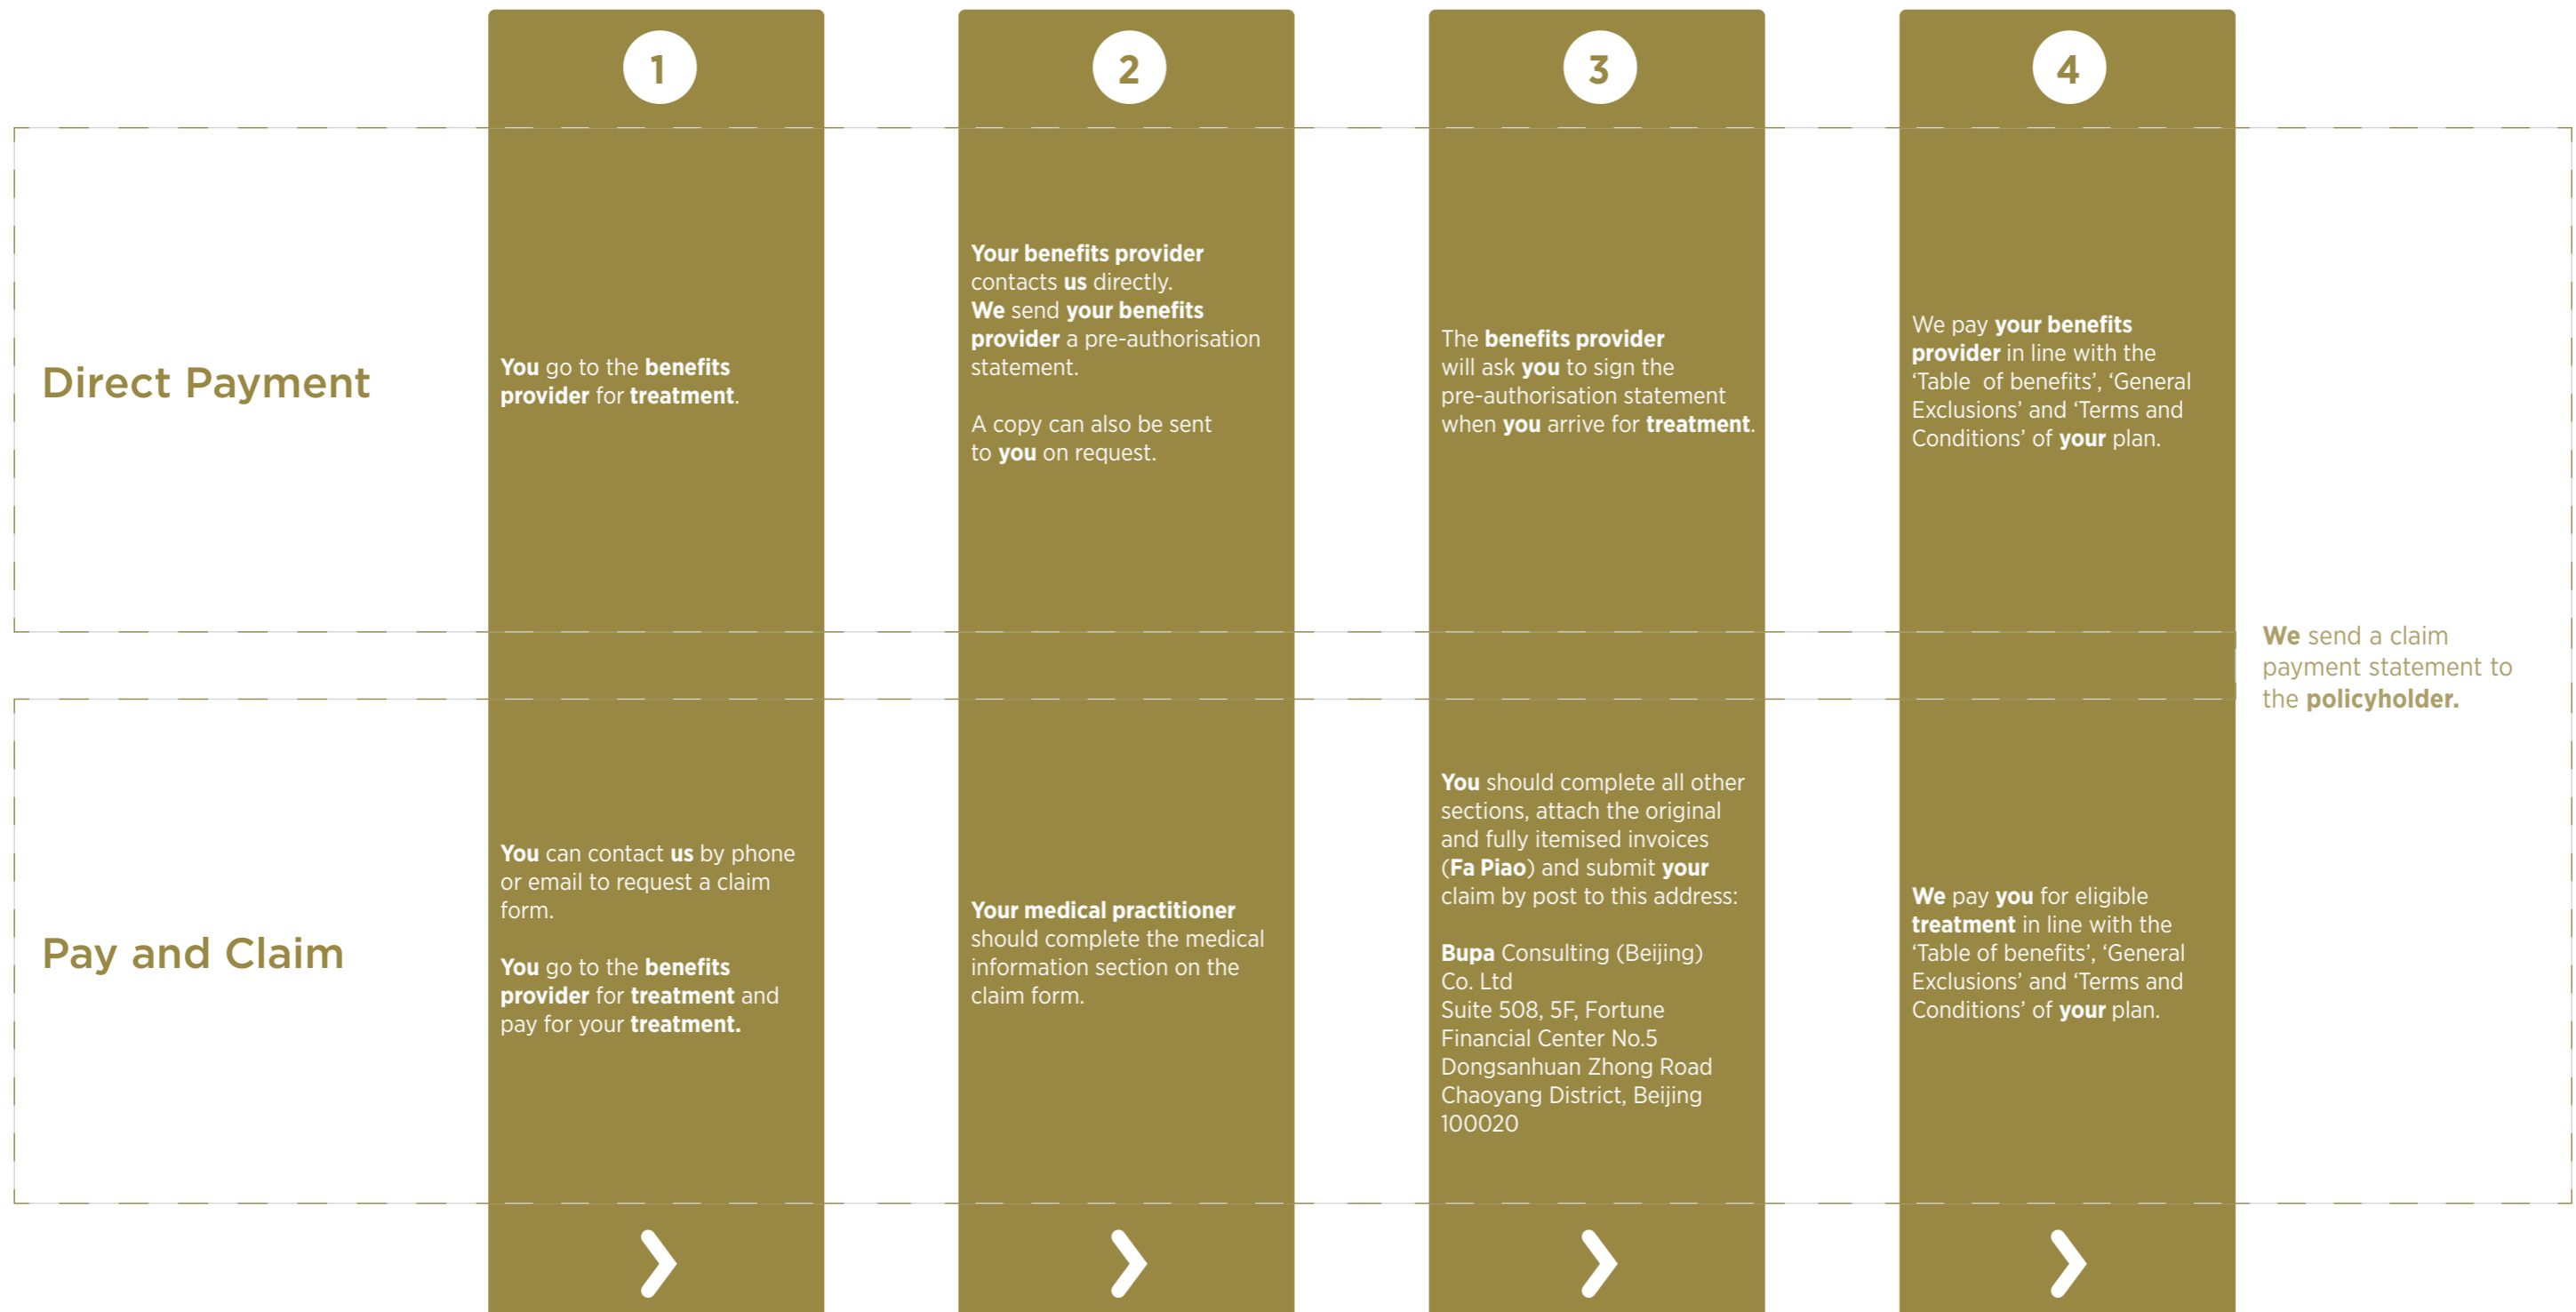 1
2
3
4
Direct Payment
You go to the benefits
provider for treatment.
Your benefits provider
contacts us directly.
We send your benefits
provider a pre-authorisation
statement.
A copy can also be sent
to you on request.
The benefits provider
will ask you to sign the
pre-authorisation statement
when you arrive for treatment.
We pay your benefits
provider in line with the
‘Table of benefits’, ‘General
Exclusions’ and ‘Terms and
Conditions’ of your plan.
Pay and Claim
You can contact us by phone
or email to request a claim
form.
You go to the benefits
provider for treatment and
pay for your treatment.
Your medical practitioner
should complete the medical
information section on the
claim form.
You should complete all other
sections, attach the original
and fully itemised invoices
(Fa Piao) and submit your
claim by post to this address:
Bupa Consulting (Beijing)
Co. Ltd
Suite 508, 5F, Fortune
Financial Center No.5
Dongsanhuan Zhong Road
Chaoyang District, Beijing
100020
We pay you for eligible
treatment in line with the
‘Table of benefits’, ‘General
Exclusions’ and ‘Terms and
Conditions’ of your plan.
We send a claim
payment statement to
the policyholder.